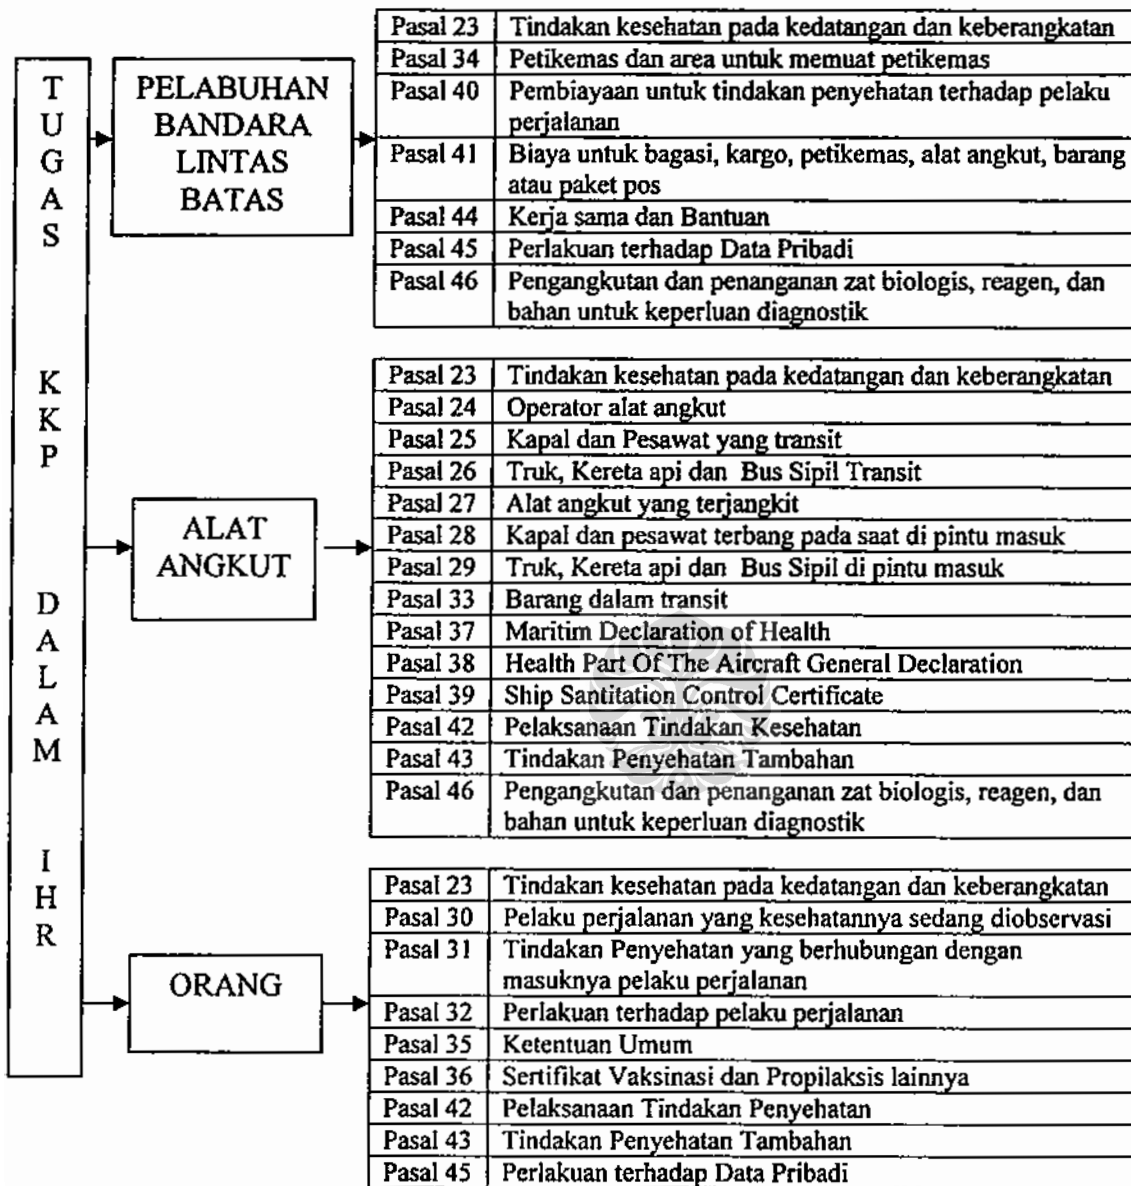 TUGAS KKP DALAM IHR
PELABUHAN
BANDARA
LINTAS
BATAS
Pasal 23 Tindakan kesehatan pada kedatangan dan keberangkatan
Pasal 34 Petikemas dan area untuk memuat petikemas
Pasal 40 Pembiayaan untuk tindakan penyehatan terhadap pelaku
perjalanan
Pasal 41 Biaya untuk bagasi, kargo, petikemas, alat angkut, barang
atau paket pos
Pasal 44 Kerja sama dan Bantuan
Pasal 45 Perlakuan terhadap Data Pribadi
Pasal 46 Pengangkutan dan penanganan zat biologis, reagen, dan
bahan untuk keperluan diagnostik
ALAT
ANGKUT
Pasal 23 Tindakan kesehatan pada kedatangan dan keberangkatan
Pasal 24 Operator alat angkut
Pasal 25 Kapal dan Pesawat yang transit
Pasal 26 Truk, Kereta api dan Bus Sipil Transit
Pasal 27 Alat angkut yang terjangkit
Pasal 28 Kapal dan pesawat terbang pada saat di pintu masuk
Pasal 29 Truk, Kereta api dan Bus Sipil di pintu masuk
Pasal 33 Barang dalam transit
Pasal 37 Maritim Declaration of Health
Pasal 38 Health Part Of The Aircraft General Declaration
Pasal 39 Ship Santitation Control Certificate
Pasal 42 Pelaksanaan Tindakan Kesehatan
Pasal 43 Tindakan Penyehatan Tambahan
Pasal 46 Pengangkutan dan penanganan zat biologis, reagen, dan
bahan untuk keperluan diagnostik
ORANG
Pasal 23 Tindakan kesehatan pada kedatangan dan keberangkatan
Pasal 30 Pelaku perjalanan yang kesehatannya sedang diobservasi
Pasal 31 Tindakan Penyehatan yang berhubungan dengan
masuknya pelaku perjalanan
Pasal 32 Perlakuan terhadap pelaku perjalanan
Pasal 35 Ketentuan Umum
Pasal 36 Sertifikat Vaksinasi dan Propilaksis lainnya
Pasal 42 Pelaksanaan Tindakan Penyehatan
Pasal 43 Tindakan Penyehatan Tambahan
Pasal 45 Perlakuan terhadap Data Pribadi